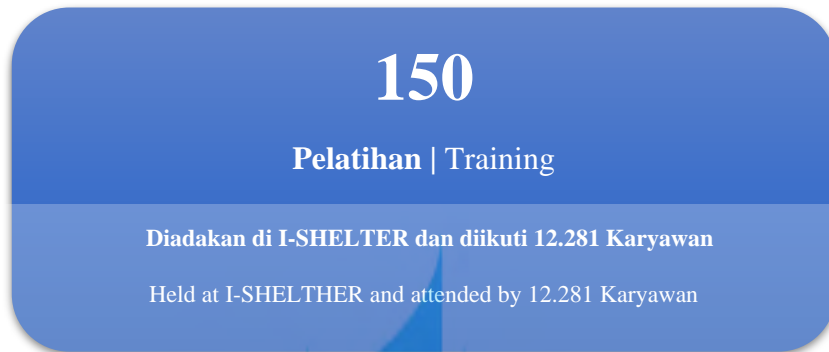 150
Pelatihan | Training
Diadakan di I-SHELTER dan diikuti 12.281 Karyawan
Held at I-SHELTHER and attended by 12.281 Karyawan